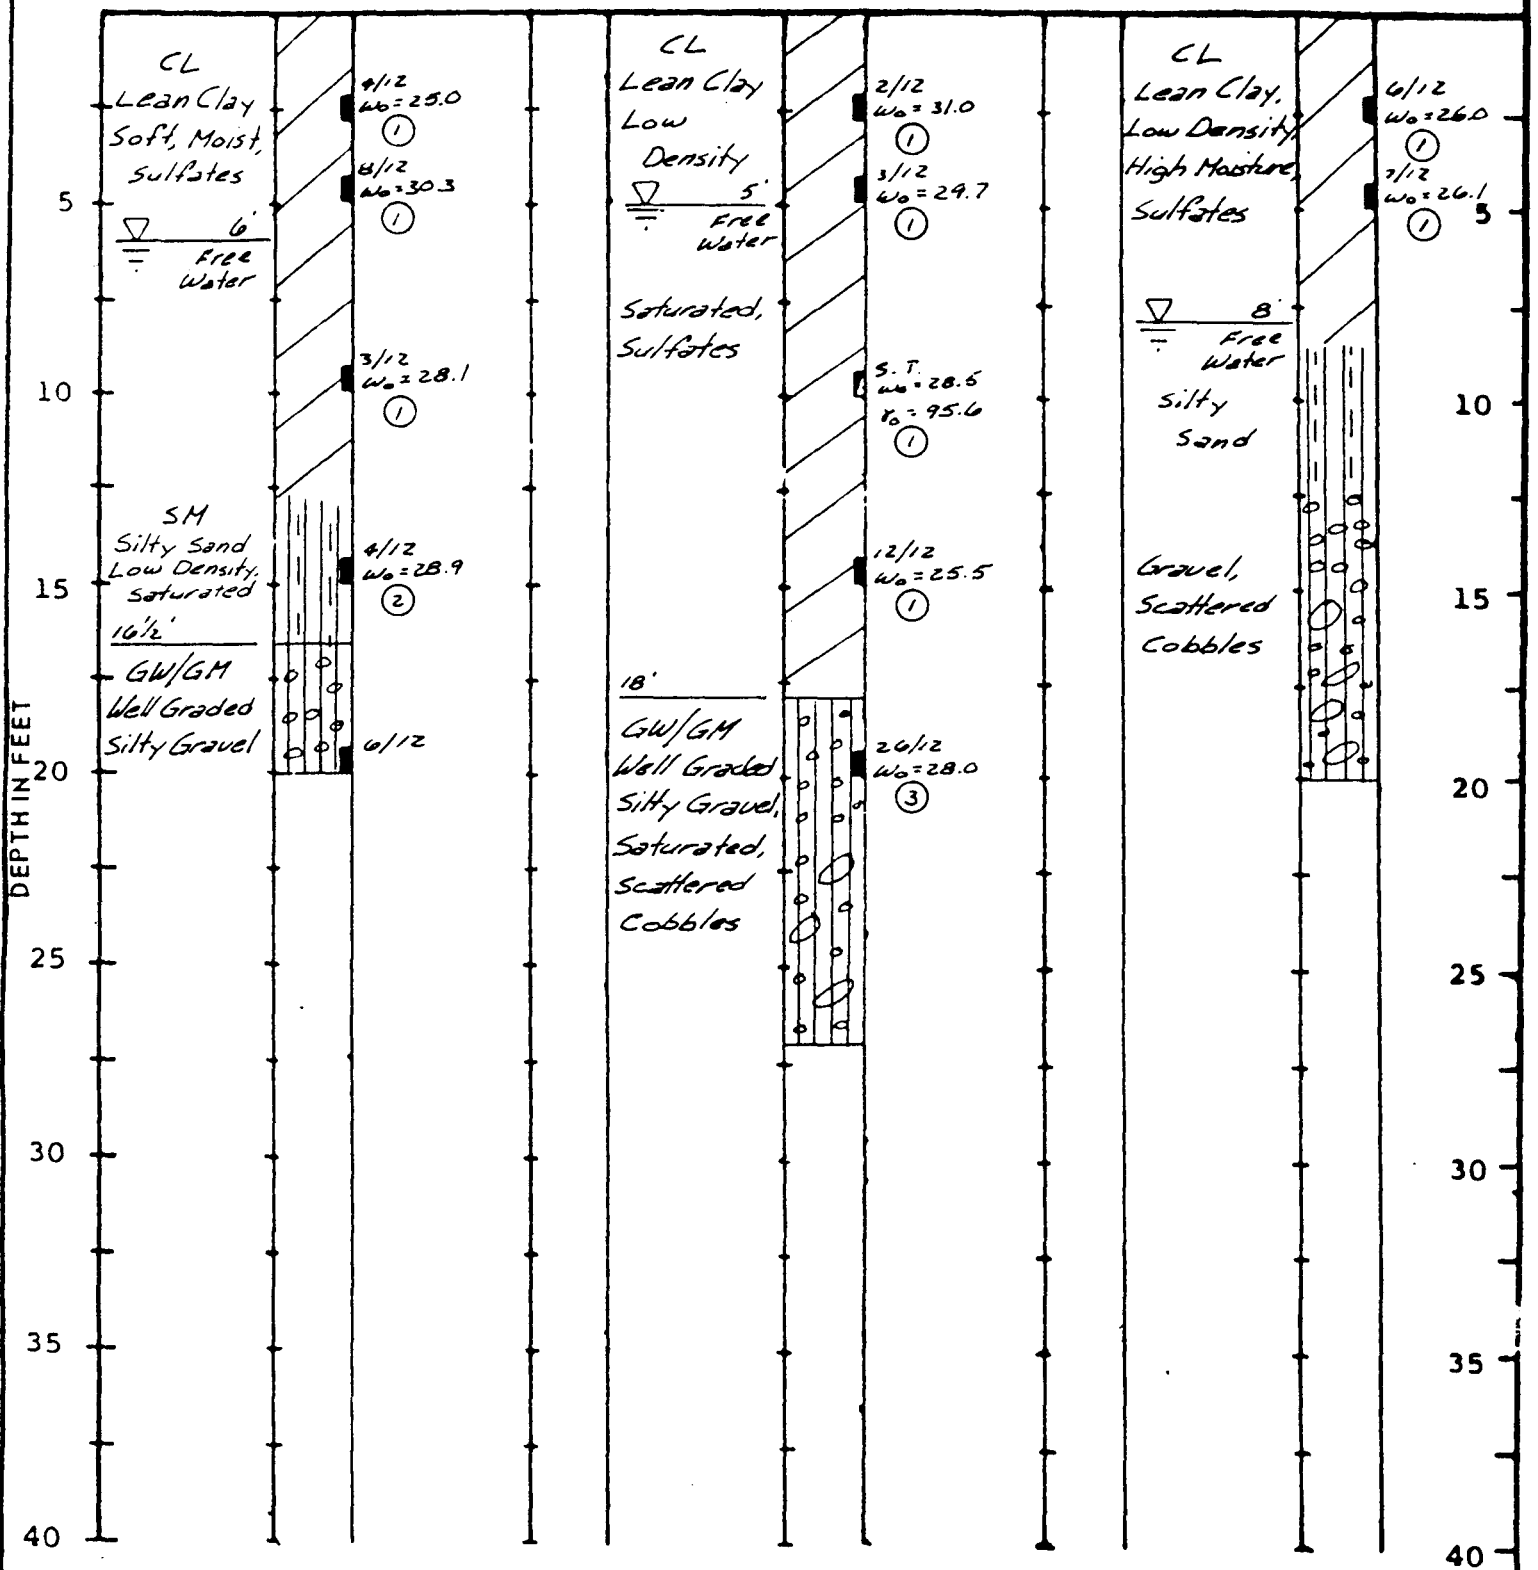 CL
Lean Clay
Soft, Moist,
Sulfates
6'
Free
Water
SM
Silty Sand
Low Density,
Saturated
16½'
GW/GM
Well Graded
Silty Gravel
4/12
wo = 25.0
1
8/12
wo = 30.3
1
3/12
wo = 28.1
1
4/12
wo = 28.9
2
6/12
CL
Lean Clay
Low
Density
5'
Free
Water
Saturated,
Sulfates
18'
GW/GM
Well Graded
Silty Gravel,
Saturated,
Scattered
Cobbles
2/12
wo = 31.0
1
3/12
wo = 29.7
1
S.T.
wo = 28.5
γo = 95.6
1
12/12
wo = 25.5
1
26/12
wo = 28.0
3
CL
Lean Clay,
Low Density,
High Moisture,
Sulfates
8'
Free
Water
Silty
Sand
Gravel,
Scattered
Cobbles
6/12
wo = 26.0
1
7/12
wo = 26.1
1
DEPTH IN FEET
5
10
15
20
25
30
35
40
5
10
15
20
25
30
35
40